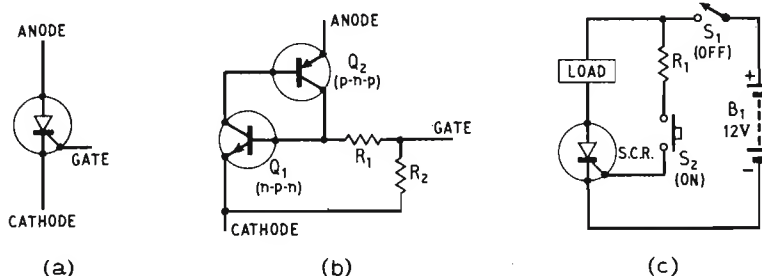 ANODE
GATE
CATHODE
(a)
ANODE
Q2
(p-n-p)
Q1
(n-p-n)
R1
R2
GATE
CATHODE
(b)
S1
(OFF)
R1
LOAD
+
B1
12V
-
S.C.R.
S2
(ON)
(c)